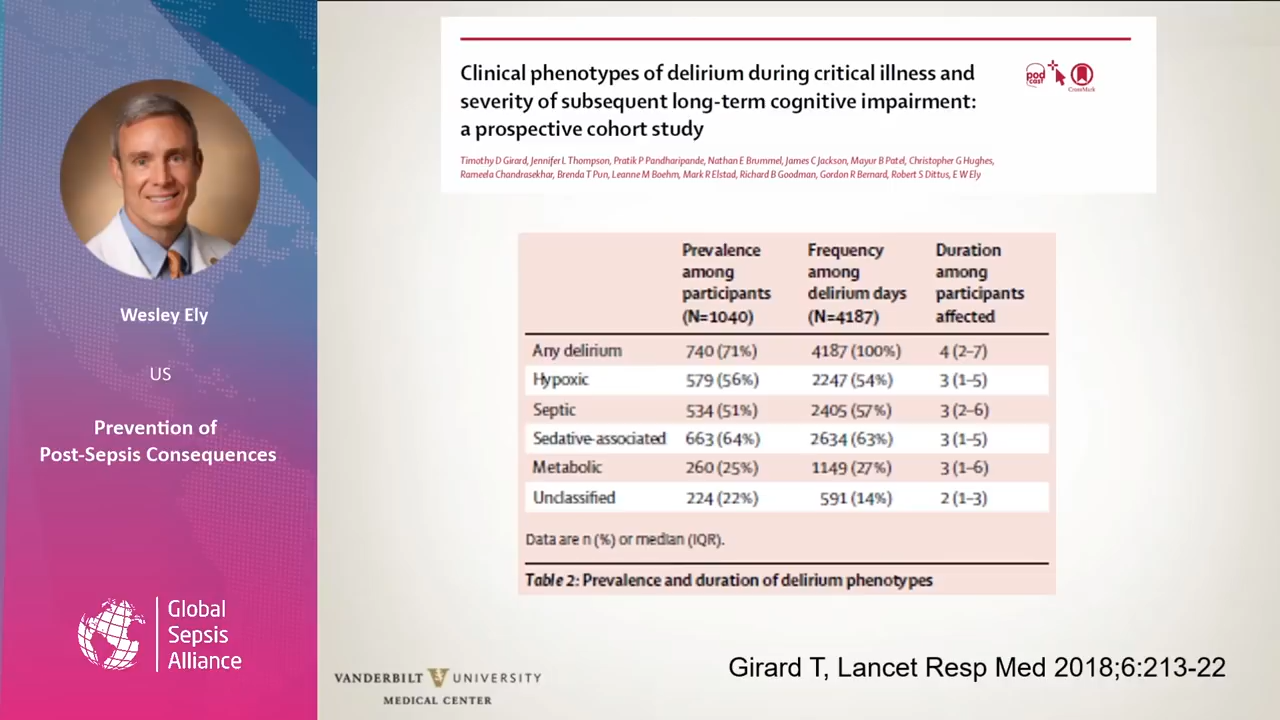 Wesley Ely
US
Prevention of
Post-Sepsis Consequences
Global
Sepsis
Alliance
Clinical phenotypes of delirium during critical illness and
severity of subsequent long-term cognitive impairment:
a prospective cohort study
pod
cast
CrossMark
Timothy D Girard, Jennifer L Thompson, Pratik P Pandharipande, Nathan E Brummel, James C Jackson, Mayur B Patel, Christopher G Hughes,
Rameela Chandrasekhar, Brenda T Pun, Leanne M Boehm, Mark R Elstad, Richard B Goodman, Gordon R Bernard, Robert S Dittus, E W Ely
Prevalence among participants (N=1040) Frequency among delirium days (N=4187) Duration among participants affected
Any delirium 740 (71%) 4187 (100%) 4 (2–7)
Hypoxic 579 (56%) 2247 (54%) 3 (1–5)
Septic 534 (51%) 2405 (57%) 3 (2–6)
Sedative-associated 663 (64%) 2634 (63%) 3 (1–5)
Metabolic 260 (25%) 1149 (27%) 3 (1–6)
Unclassified 224 (22%) 591 (14%) 2 (1–3)
Data are n (%) or median (IQR).
Table 2: Prevalence and duration of delirium phenotypes
VANDERBILT V UNIVERSITY
MEDICAL CENTER
Girard T, Lancet Resp Med 2018;6:213-22